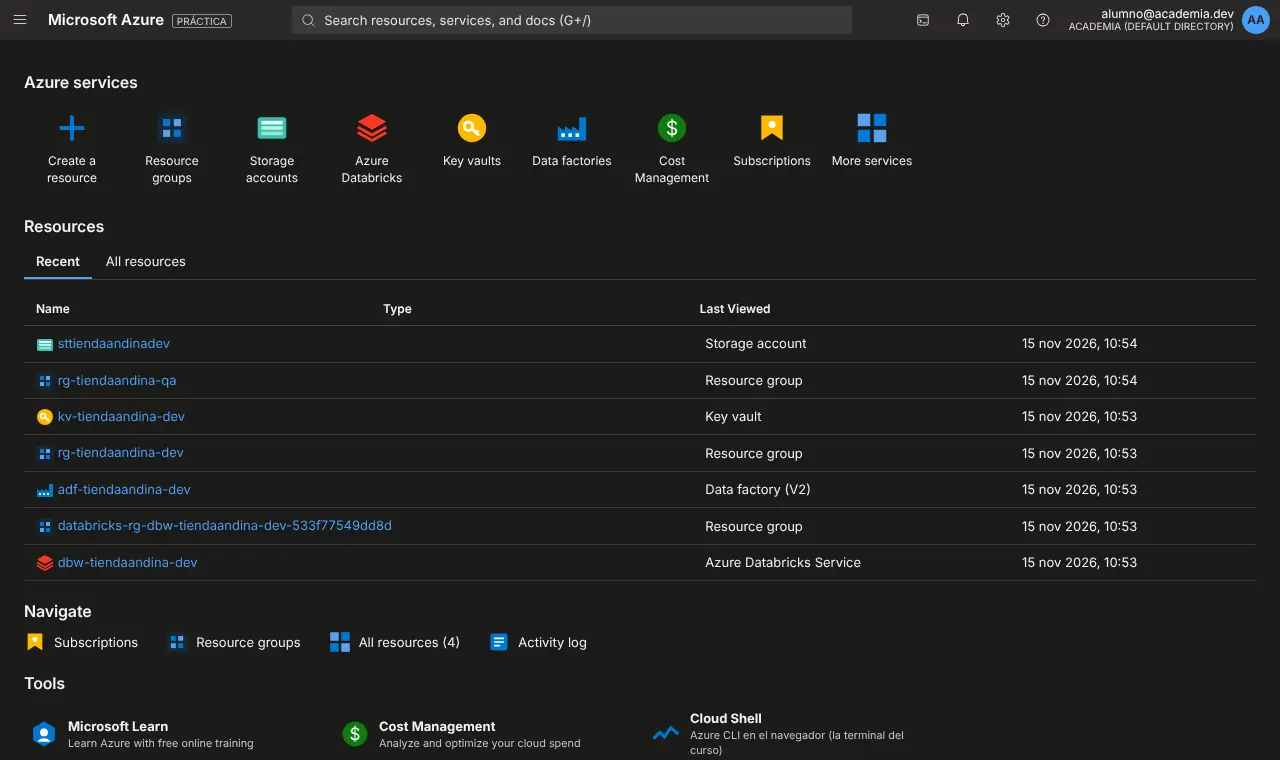 Microsoft Azure PRÁCTICA
Search resources, services, and docs (G+/)
alumno@academia.dev
ACADEMIA (DEFAULT DIRECTORY)
AA
Azure services
Create a resource
Resource groups
Storage accounts
Azure Databricks
Key vaults
Data factories
Cost Management
Subscriptions
More services
Resources
Recent All resources
Name Type Last Viewed
sttiendaandinadev Storage account 15 nov 2026, 10:54
rg-tiendaandina-qa Resource group 15 nov 2026, 10:54
kv-tiendaandina-dev Key vault 15 nov 2026, 10:53
rg-tiendaandina-dev Resource group 15 nov 2026, 10:53
adf-tiendaandina-dev Data factory (V2) 15 nov 2026, 10:53
databricks-rg-dbw-tiendaandina-dev-533f77549dd8d Resource group 15 nov 2026, 10:53
dbw-tiendaandina-dev Azure Databricks Service 15 nov 2026, 10:53
Navigate
Subscriptions Resource groups All resources (4) Activity log
Tools
Microsoft Learn
Learn Azure with free online training
Cost Management
Analyze and optimize your cloud spend
Cloud Shell
Azure CLI en el navegador (la terminal del
curso)